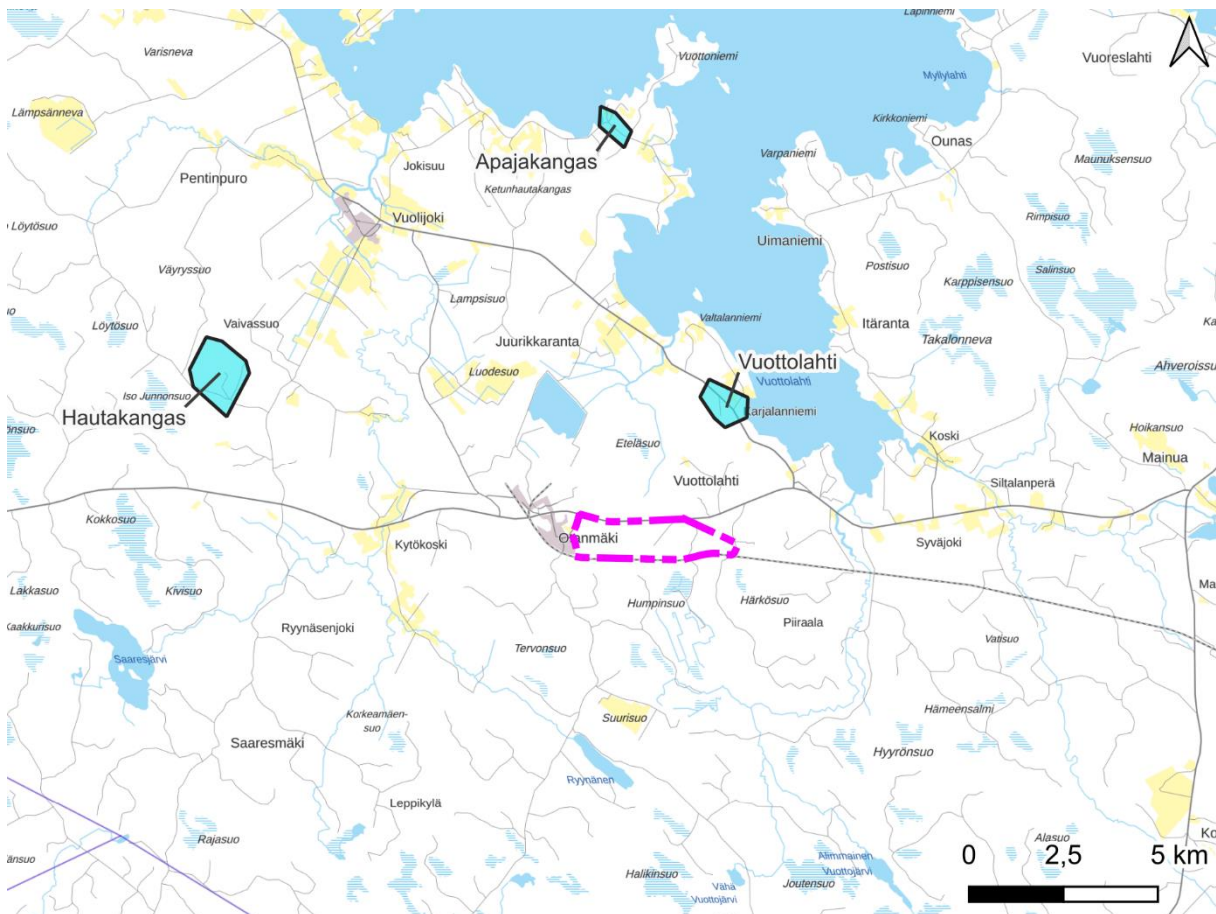 Lapinniemi
Varisneva
Vuottoniemi
Vuoreslahti
Myllylahti
Lämpsänneva
Kirkkoniemi
Ounas
Apajakangas
Varpaniemi
Maunuksensuo
Jokisuu
Pentinpuro
Ketunhautakangas
Vuolijoki
Löytösuo
Rimpisuo
Uimaniemi
Väyryssuo
Postisuo
Salinsuo
Karppisensuo
Lampsisuo
Valtalanniemi
Vaivassuo
Löytösuo
Juurikkaranta
Itäranta
Takalonneva
Luodesuo
Vuottolahti
Vuottolahti
Ahveroissu
Iso Junnonsuo
Hautakangas
Karjalanniemi
Koski
Hoikansuo
Eteläsuo
Mainua
Vuottolahti
Siltalanperä
Kokkosuo
Kytökoski
Otanmäki
Syväjoki
Lakkasuo
Kivisuo
Humpinsuo
Härkösuo
Kaakkurisuo
Ryynäsenjoki
Piiraala
Vatisuo
Tervonsuo
Saaresjärvi
Korkeamäen-
suo
Suurisuo
Hämeensalmi
Saaresmäki
Hyyrönsuo
Ryynänen
Leppikylä
Rajasuo
Alasuo
0 2,5 5 km
Alimmainen
Vuottojärvi
Halikinsuo
Vähä
Vuottojärvi
Joutensuo